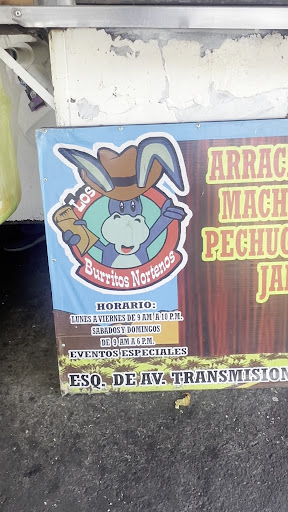 Los
Burritos Norteños
HORARIO:
LUNES A VIERNES DE 9 AM A 10 P.M.
SABADOS Y DOMINGOS
DE 9 AM A 6 P.M.
EVENTOS ESPECIALES
ESQ. DE AV. TRANSMISION
ARRAC
MACH
PECHUG
JA